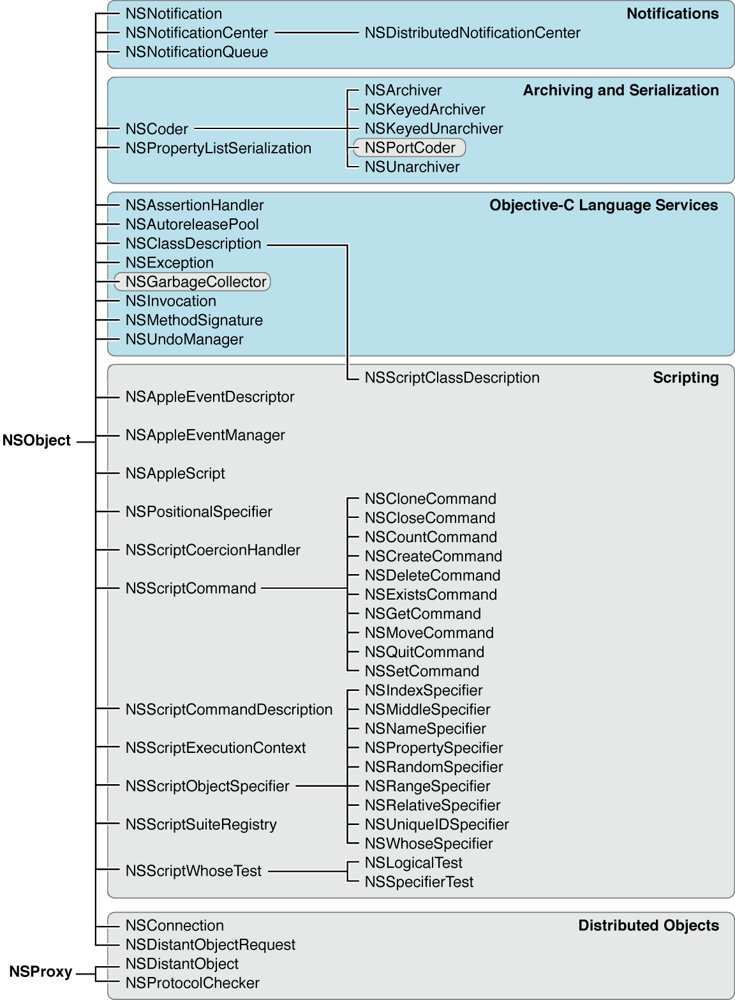 NSNotification
Notifications
NSNotificationCenter
NSDistributedNotificationCenter
NSNotificationQueue
NSArchiver
Archiving and Serialization
NSKeyedArchiver
NSCoder
NSKeyedUnarchiver
NSPropertyListSerialization
NSPortCoder
NSUnarchiver
NSAssertionHandler
Objective-C Language Services
NSAutoreleasePool
NSClassDescription
NSException
NSGarbageCollector
NSInvocation
NSMethodSignature
NSUndoManager
NSScriptClassDescription
Scripting
NSAppleEventDescriptor
NSObject
NSAppleEventManager
NSAppleScript
NSCloneCommand
NSPositionalSpecifier
NSCloseCommand
NSCountCommand
NSScriptCoercionHandler
NSCreateCommand
NSDeleteCommand
NSScriptCommand
NSExistsCommand
NSGetCommand
NSMoveCommand
NSQuitCommand
NSSetCommand
NSIndexSpecifier
NSScriptCommandDescription
NSMiddleSpecifier
NSNameSpecifier
NSScriptExecutionContext
NSPropertySpecifier
NSRandomSpecifier
NSScriptObjectSpecifier
NSRangeSpecifier
NSRelativeSpecifier
NSScriptSuiteRegistry
NSUniqueIDSpecifier
NSWhoseSpecifier
NSScriptWhoseTest
NSLogicalTest
NSSpecifierTest
NSConnection
Distributed Objects
NSDistantObjectRequest
NSProxy
NSDistantObject
NSProtocolChecker